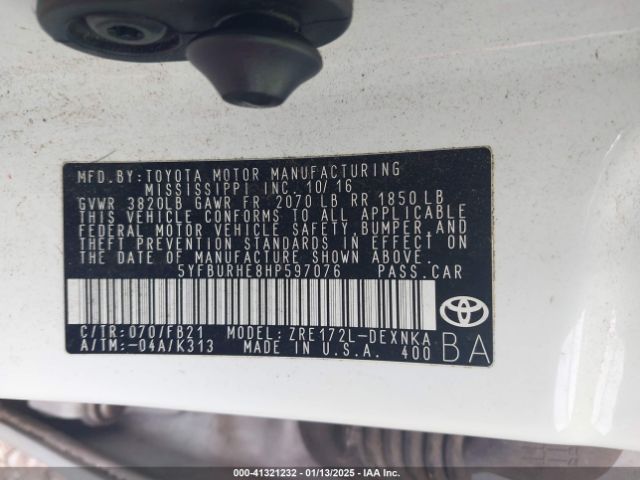 MFD.BY: TOYOTA MOTOR MANUFACTURING
MISSISSIPPI INC. 10/16
GVWR 3820LB GAWR FR 2070 LB RR 1850 LB
THIS VEHICLE CONFORMS TO ALL APPLICABLE
FEDERAL MOTOR VEHICLE SAFETY, BUMPER, AND
THEFT PREVENTION STANDARDS IN EFFECT ON
THE DATE OF MANUFACTURE SHOWN ABOVE.
5YFBURHE8HP597076 PASS.CAR
C/TR: 070/FB21 MODEL: ZRE172L-DEXNKA
A/TM: -04A/K313 MADE IN U.S.A. 400 BA
000-41321232 - 01/13/2025 - IAA Inc.